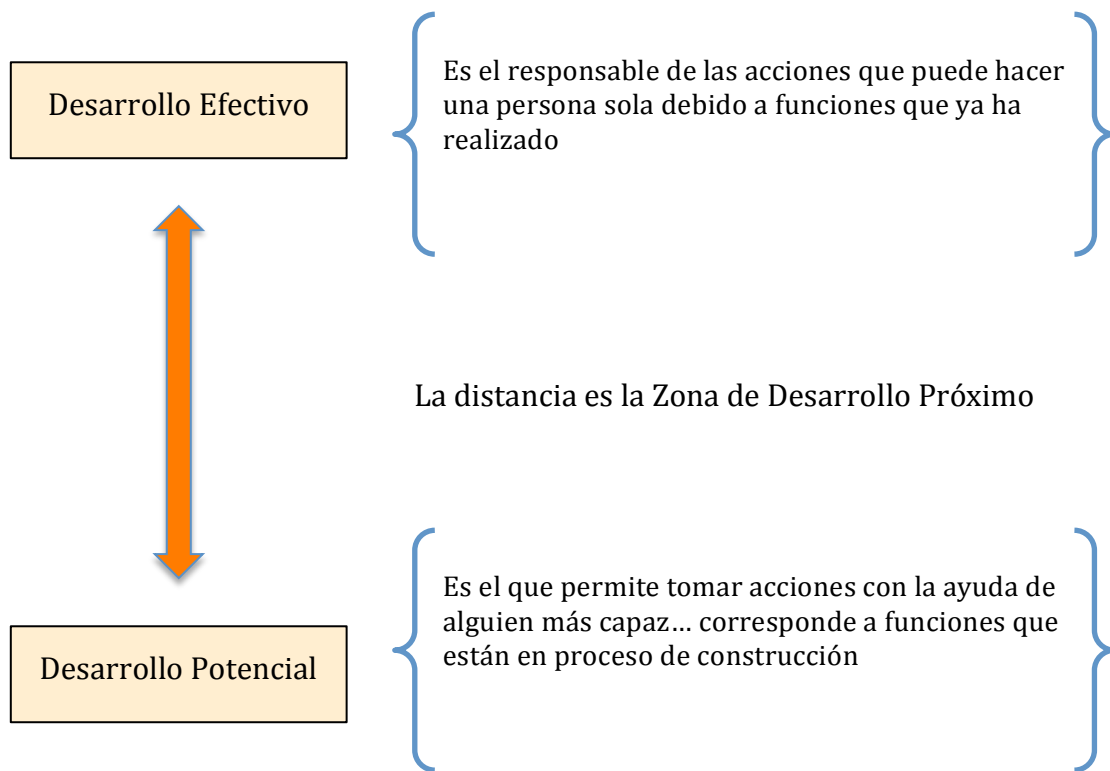 Desarrollo Efectivo
Es el responsable de las acciones que puede hacer
una persona sola debido a funciones que ya ha
realizado
La distancia es la Zona de Desarrollo Próximo
Desarrollo Potencial
Es el que permite tomar acciones con la ayuda de
alguien más capaz… corresponde a funciones que
están en proceso de construcción